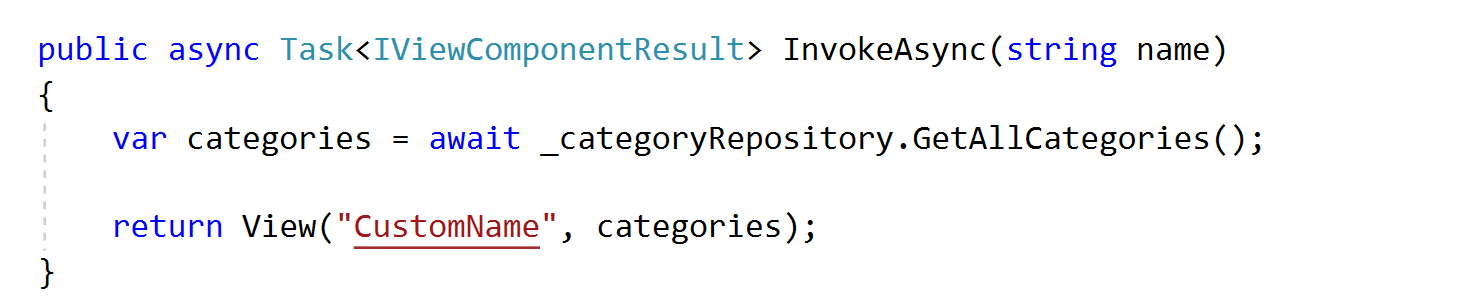 public async Task<IViewComponentResult> InvokeAsync(string name)
{
var categories = await _categoryRepository.GetAllCategories();
return View("CustomName", categories);
}